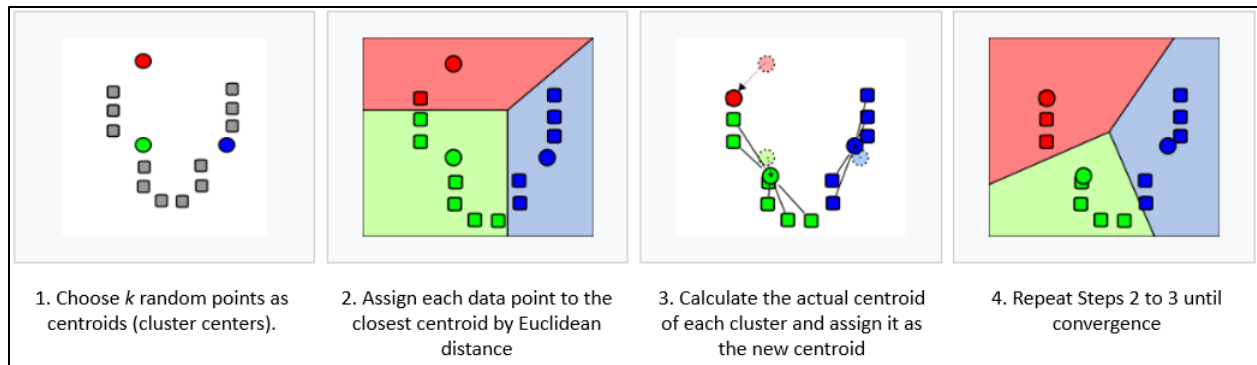 1. Choose k random points as
centroids (cluster centers).
2. Assign each data point to the
closest centroid by Euclidean
distance
3. Calculate the actual centroid
of each cluster and assign it as
the new centroid
4. Repeat Steps 2 to 3 until
convergence